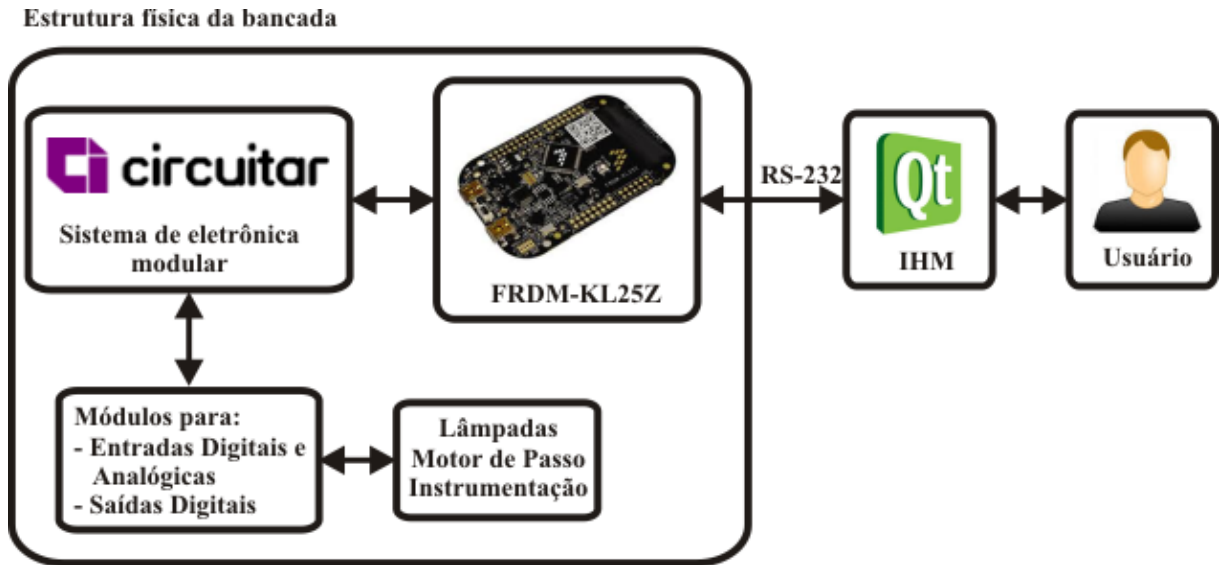 Estrutura física da bancada
circuitar
Sistema de eletrônica
modular
FRDM-KL25Z
RS-232
Qt
IHM
Usuário
Módulos para:
- Entradas Digitais e
Analógicas
- Saídas Digitais
Lâmpadas
Motor de Passo
Instrumentação